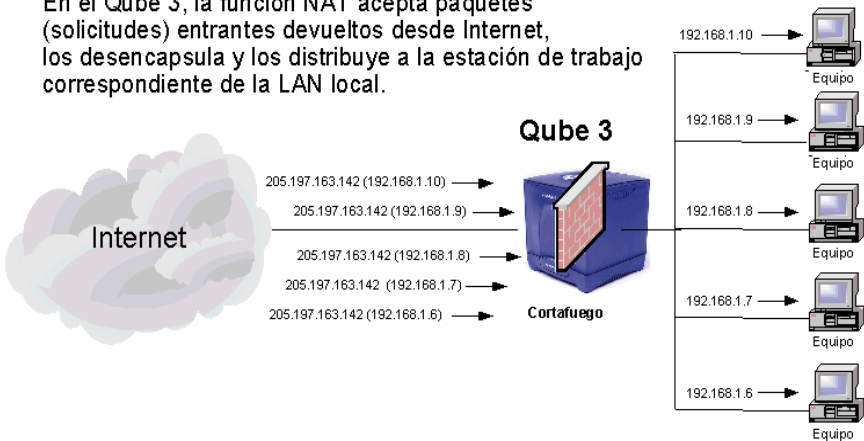 En el Qube 3, la función NAT acepta paquetes
(solicitudes) entrantes devueltos desde Internet,
los desencapsula y los distribuye a la estación de trabajo
correspondiente de la LAN local.
192.168.1.10
Equipo
Qube 3
192.168.1.9
Equipo
205.197.163.142 (192.168.1.10)
205.197.163.142 (192.168.1.9)
192.168.1.8
Internet
205.197.163.142 (192.168.1.8)
Equipo
205.197.163.142 (192.168.1.7)
192.168.1.7
205.197.163.142 (192.168.1.6)
Cortafuego
Equipo
192.168.1.6
Equipo